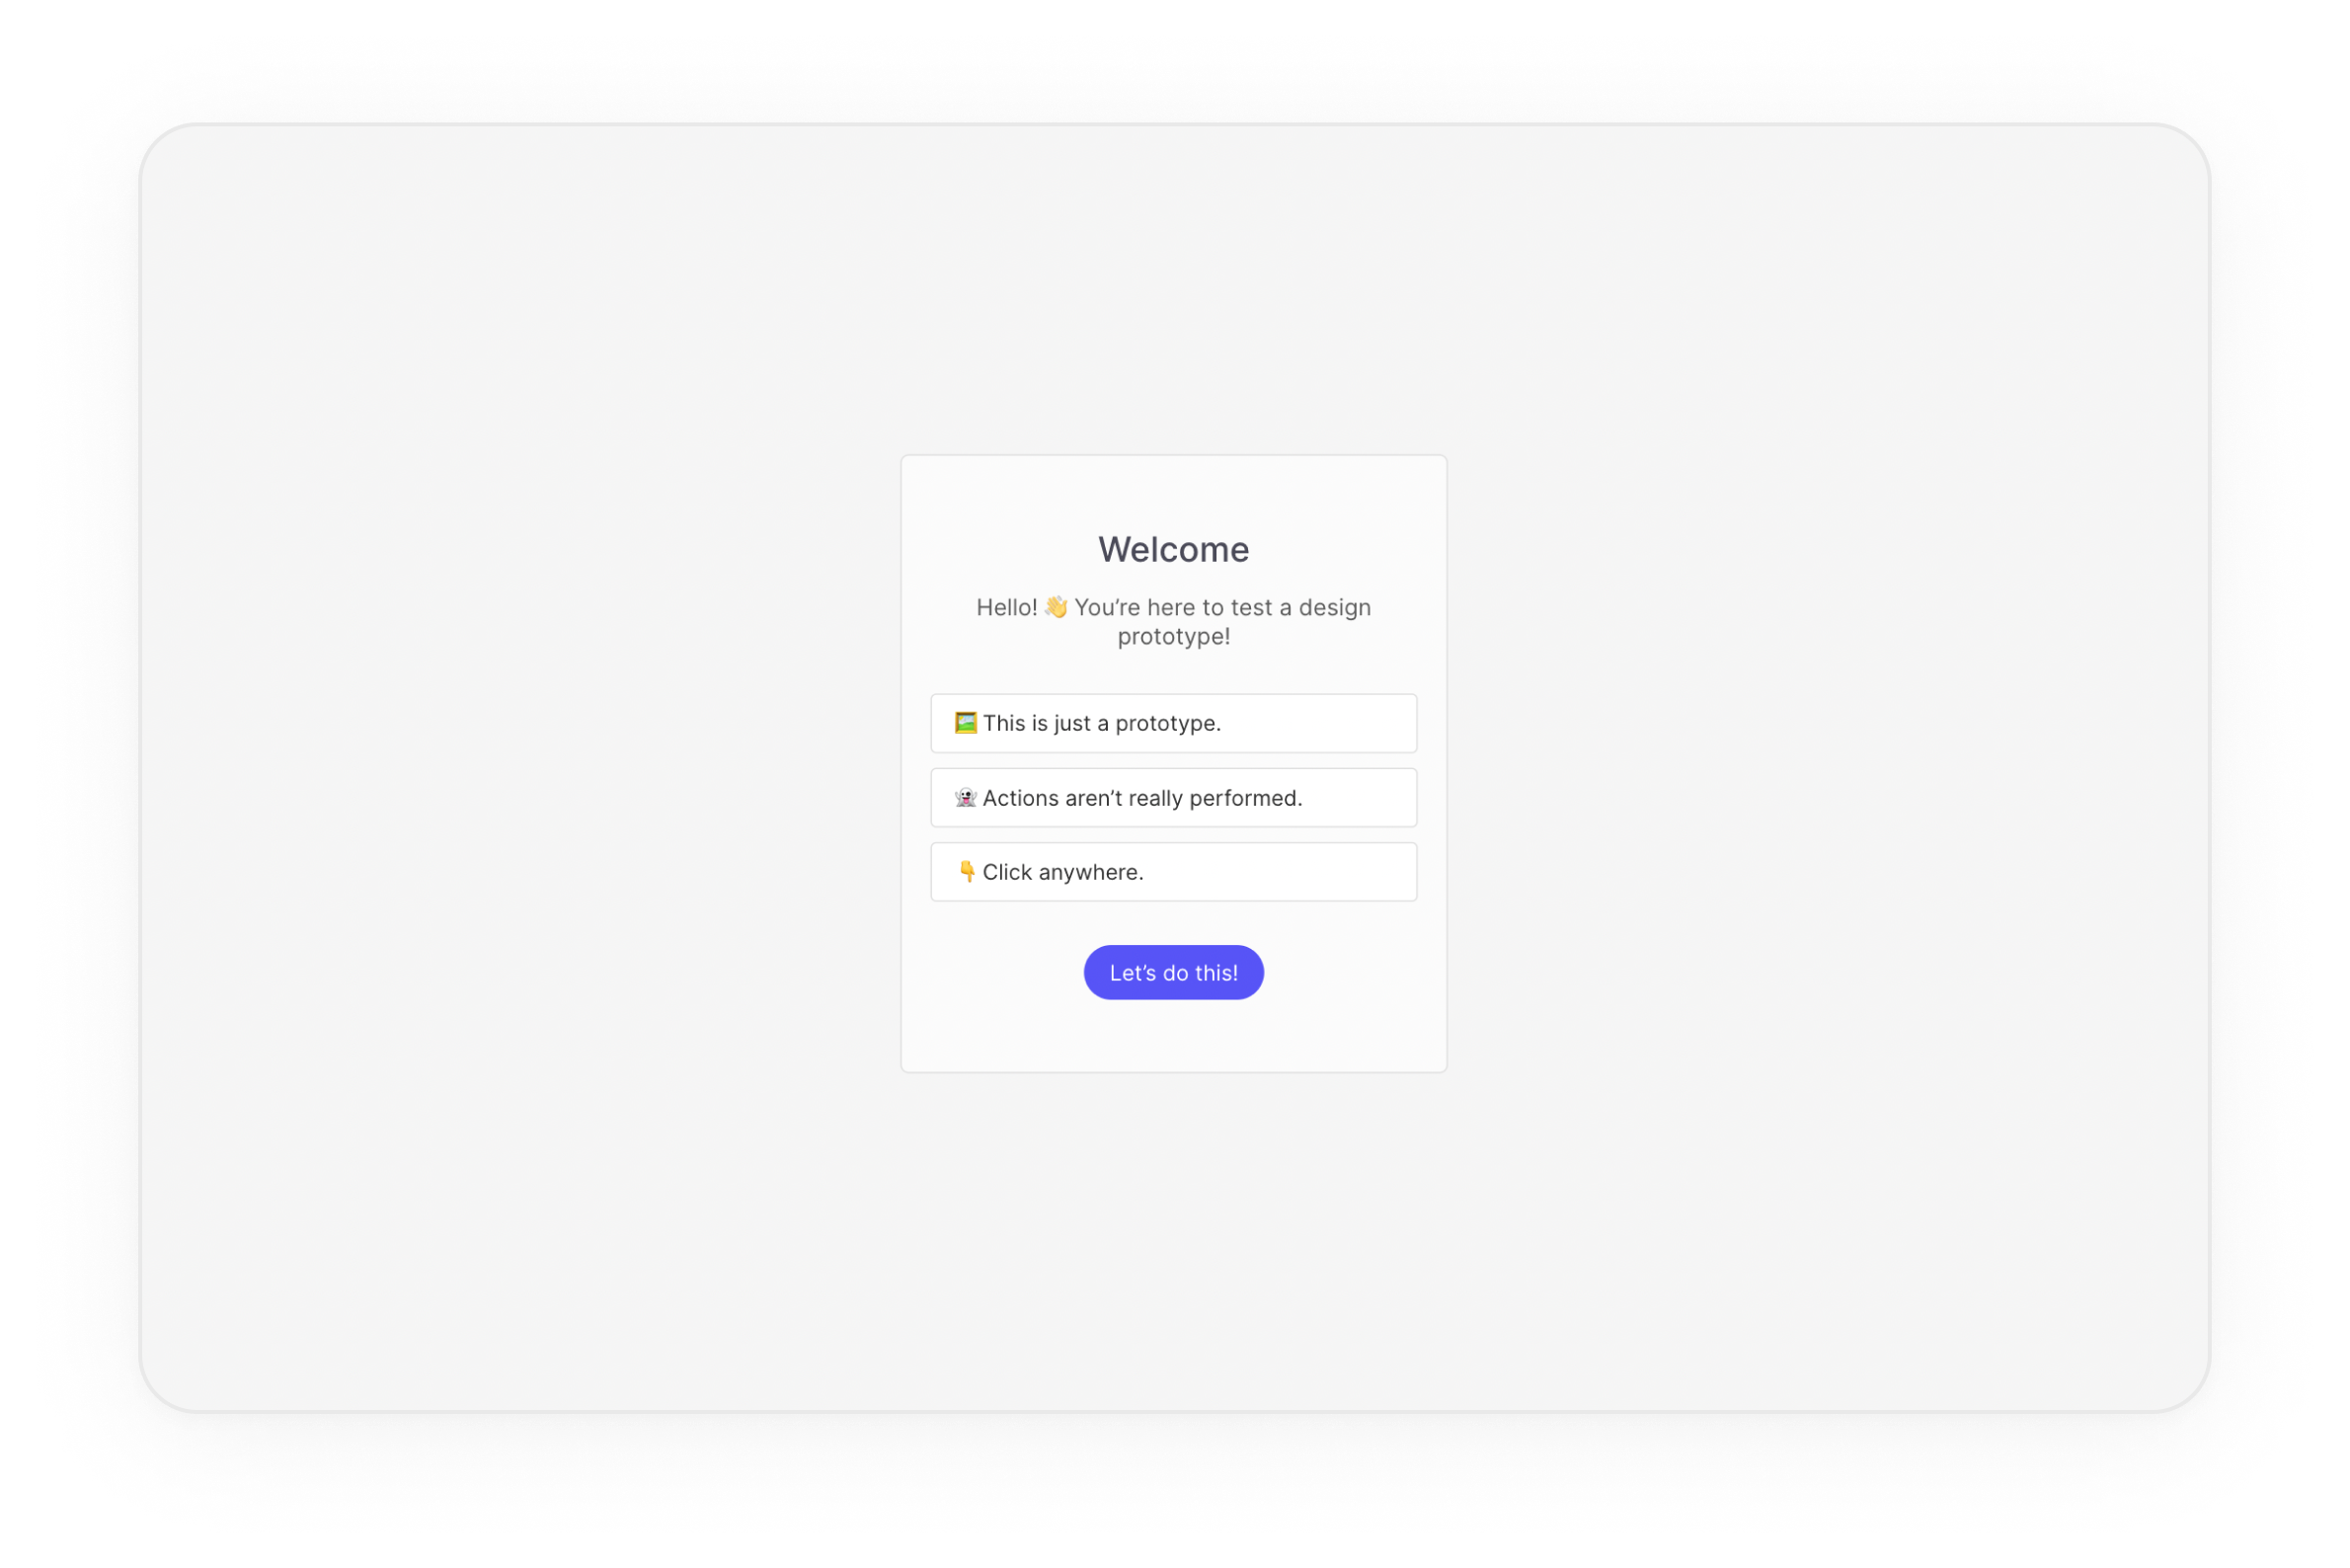 Welcome
Hello! 👋 You’re here to test a design
prototype!
🖼️ This is just a prototype.
👻 Actions aren’t really performed.
👇 Click anywhere.
Let’s do this!